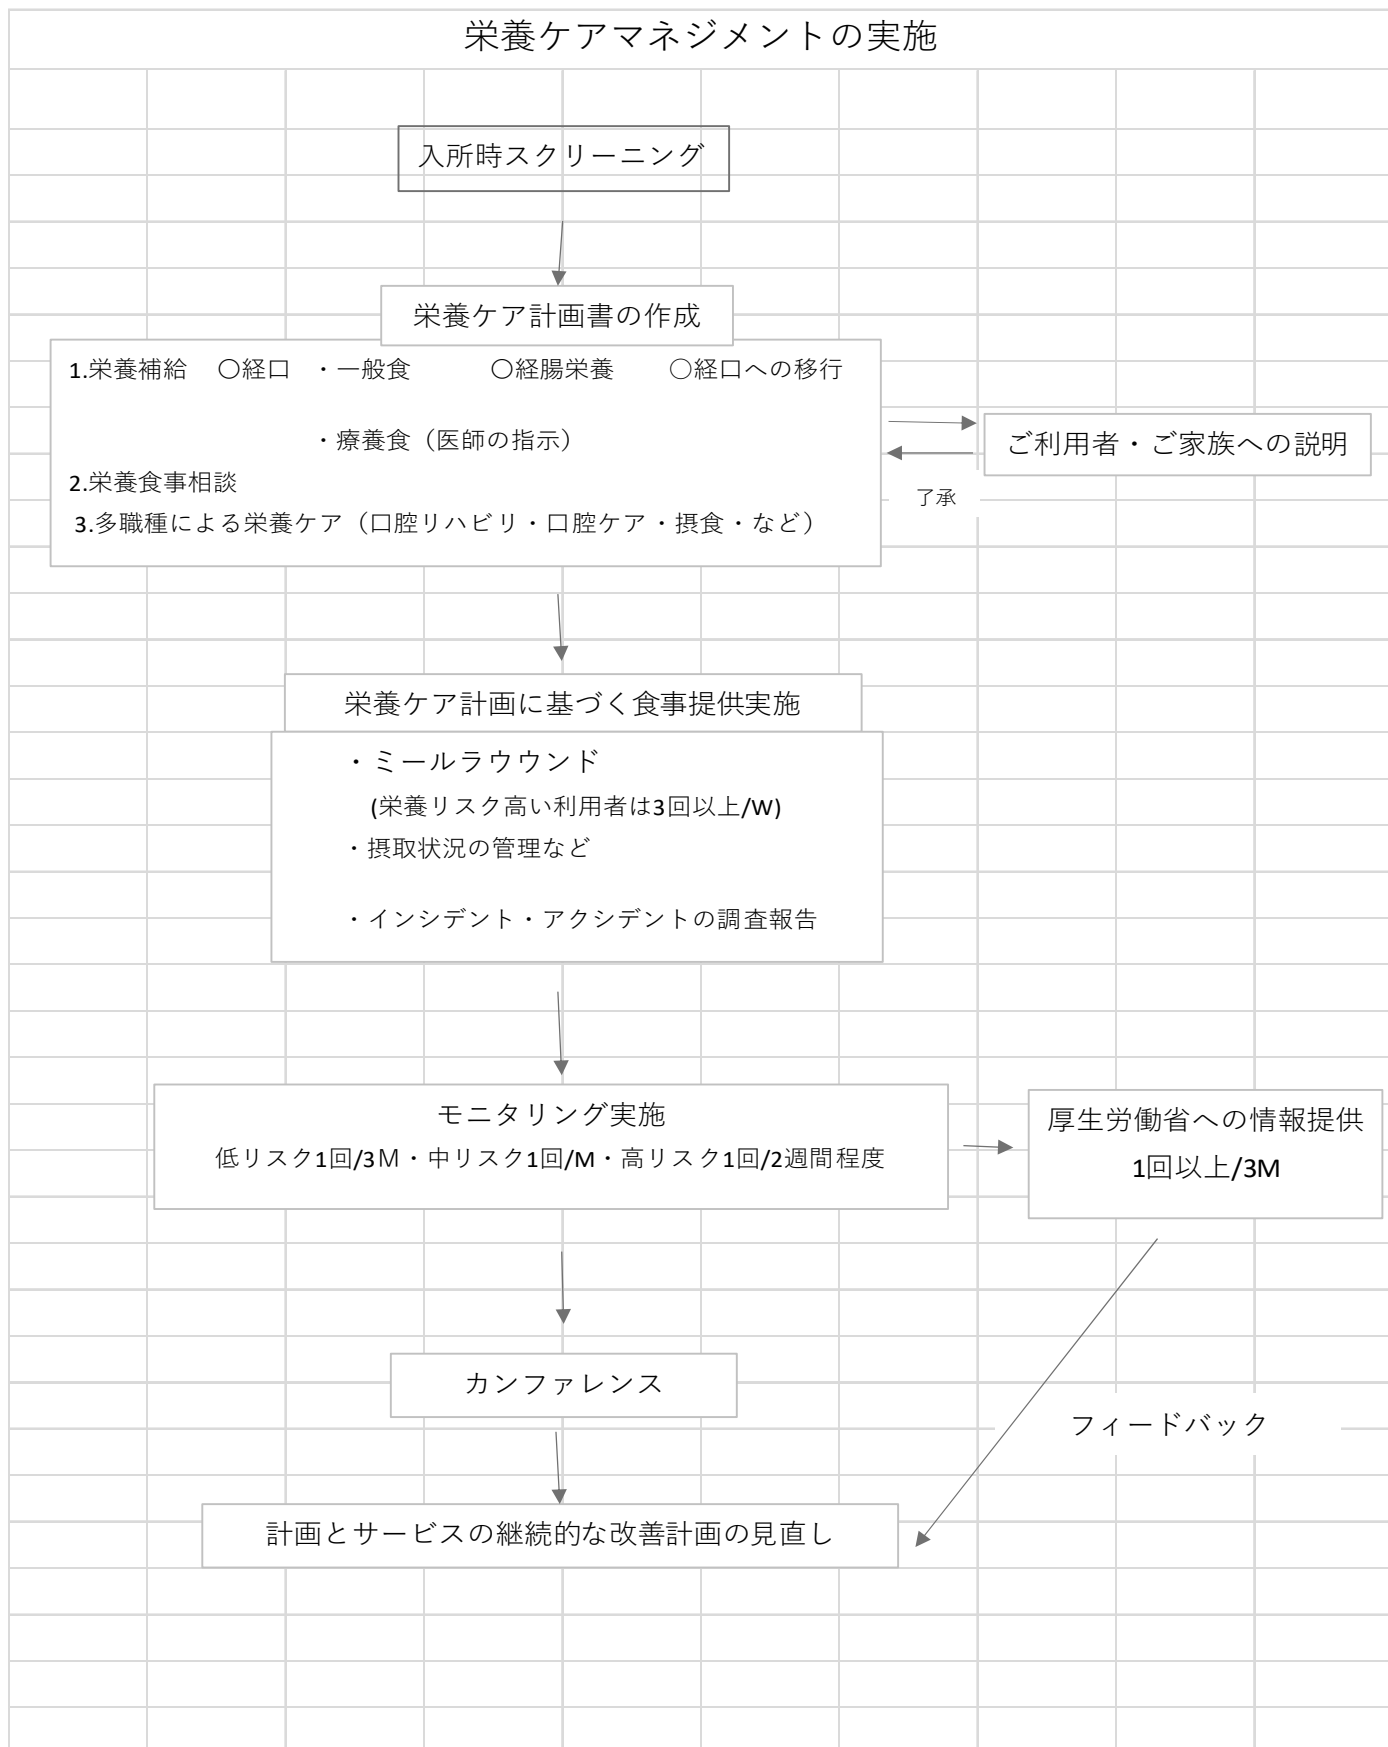 栄養ケアマネジメントの実施
入所時スクリーニング
栄養ケア計画書の作成
1.栄養補給 〇経口 ・一般食 〇経腸栄養 〇経口への移行
・療養食（医師の指示）
2.栄養食事相談
3.多職種による栄養ケア（口腔リハビリ・口腔ケア・摂食・など）
ご利用者・ご家族への説明
了承
栄養ケア計画に基づく食事提供実施
・ミールラウウンド
(栄養リスク高い利用者は3回以上/W)
・摂取状況の管理など
・インシデント・アクシデントの調査報告
モニタリング実施
低リスク1回/3Ｍ・中リスク1回/M・高リスク1回/2週間程度
厚生労働省への情報提供
1回以上/3M
カンファレンス
フィードバック
計画とサービスの継続的な改善計画の見直し